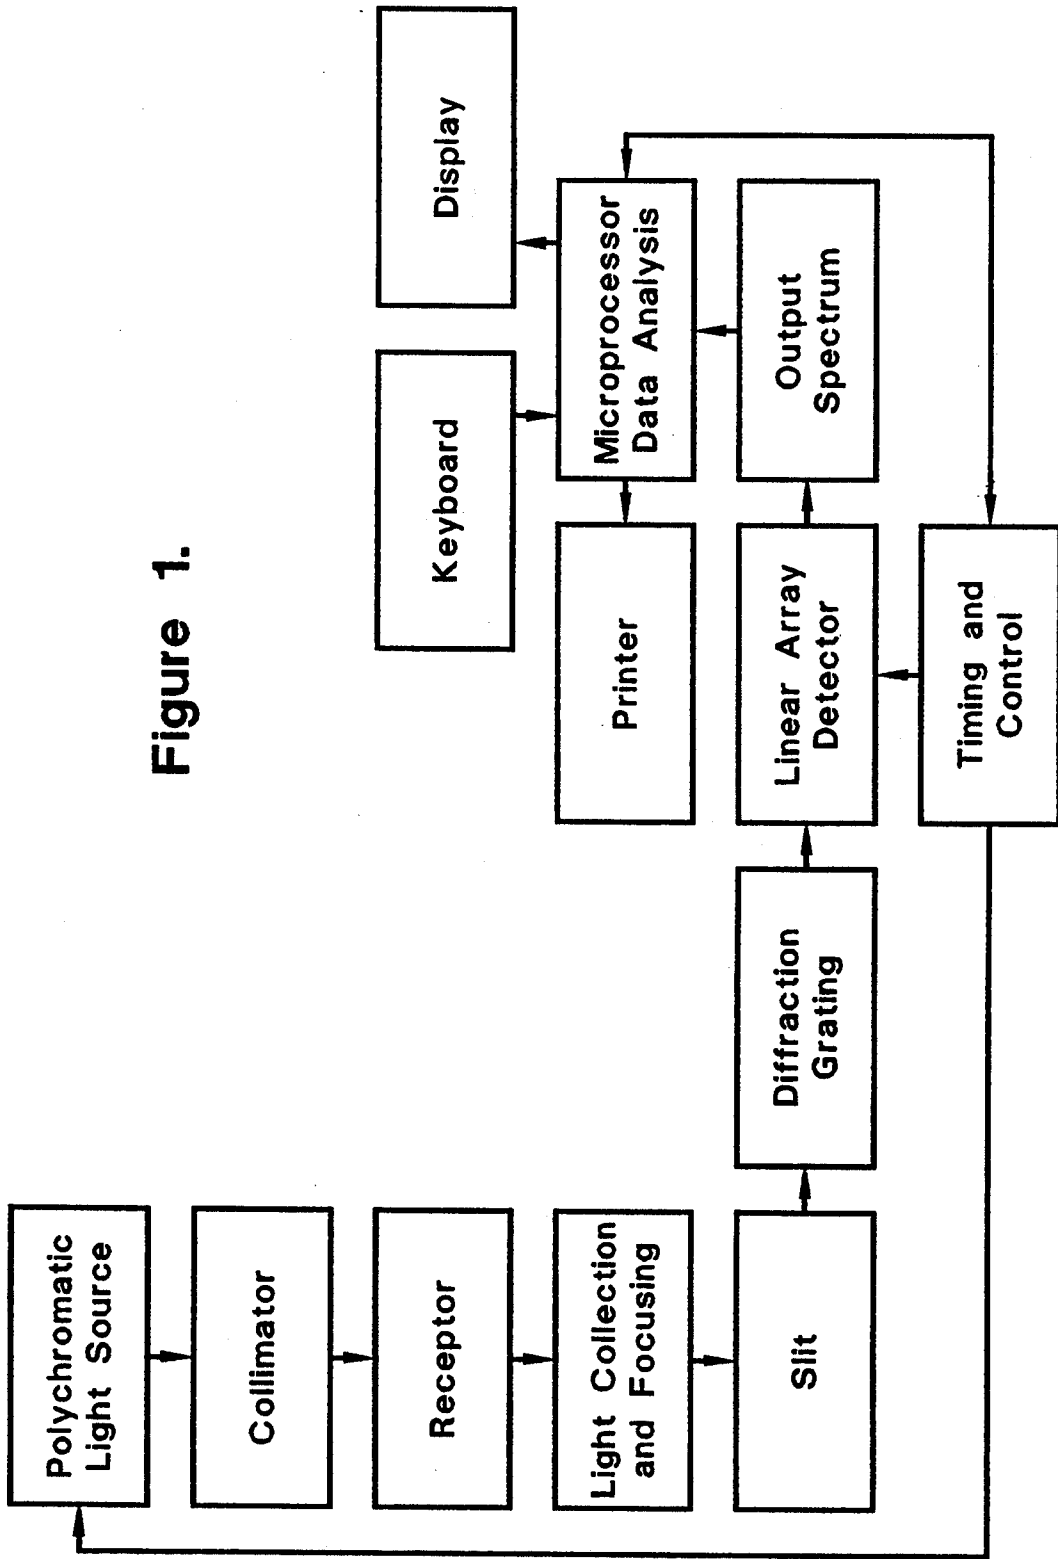 Figure 1.
Polychromatic
Light Source
Collimator
Receptor
Light Collection
and Focusing
Slit
Diffraction
Grating
Linear Array
Detector
Output
Spectrum
Timing and
Control
Microprocessor
Data Analysis
Printer
Keyboard
Display